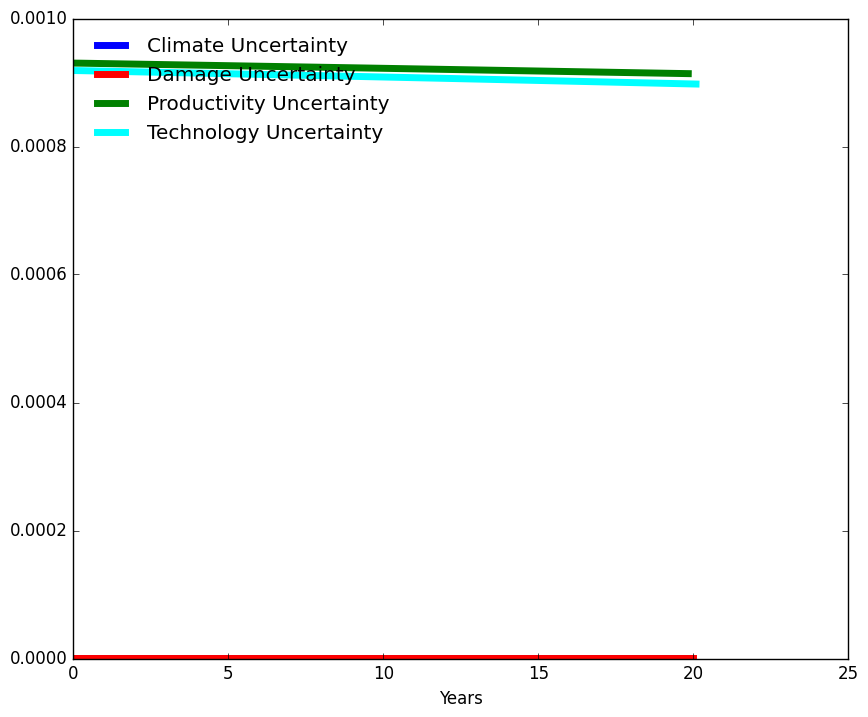 0.0010
Climate Uncertainty
Damage Uncertainty
Productivity Uncertainty
Technology Uncertainty
0.0008
0.0006
0.0004
0.0002
0.0000
0 5 10 15 20 25
Years